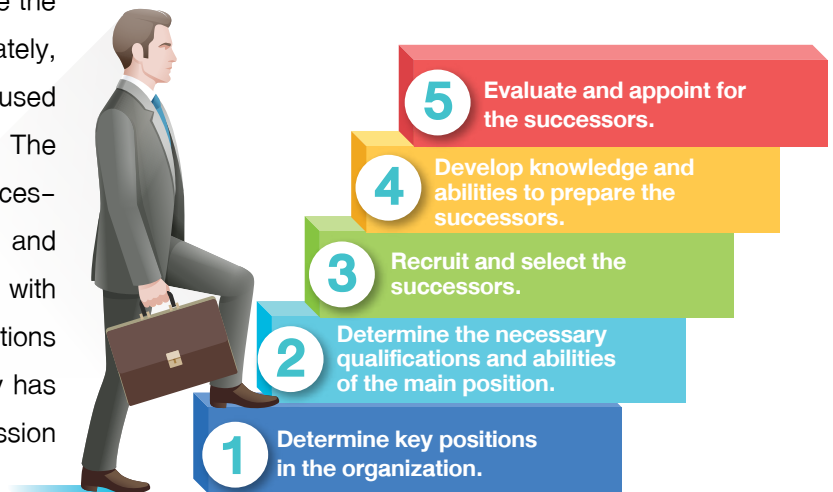 e the
ately,
used
The
ces-
and
with
tions
y has
ssion
5
Evaluate and appoint for
the successors.
4
Develop knowledge and
abilities to prepare the
successors.
3
Recruit and select the
successors.
2
Determine the necessary
qualifications and abilities
of the main position.
1
Determine key positions
in the organization.